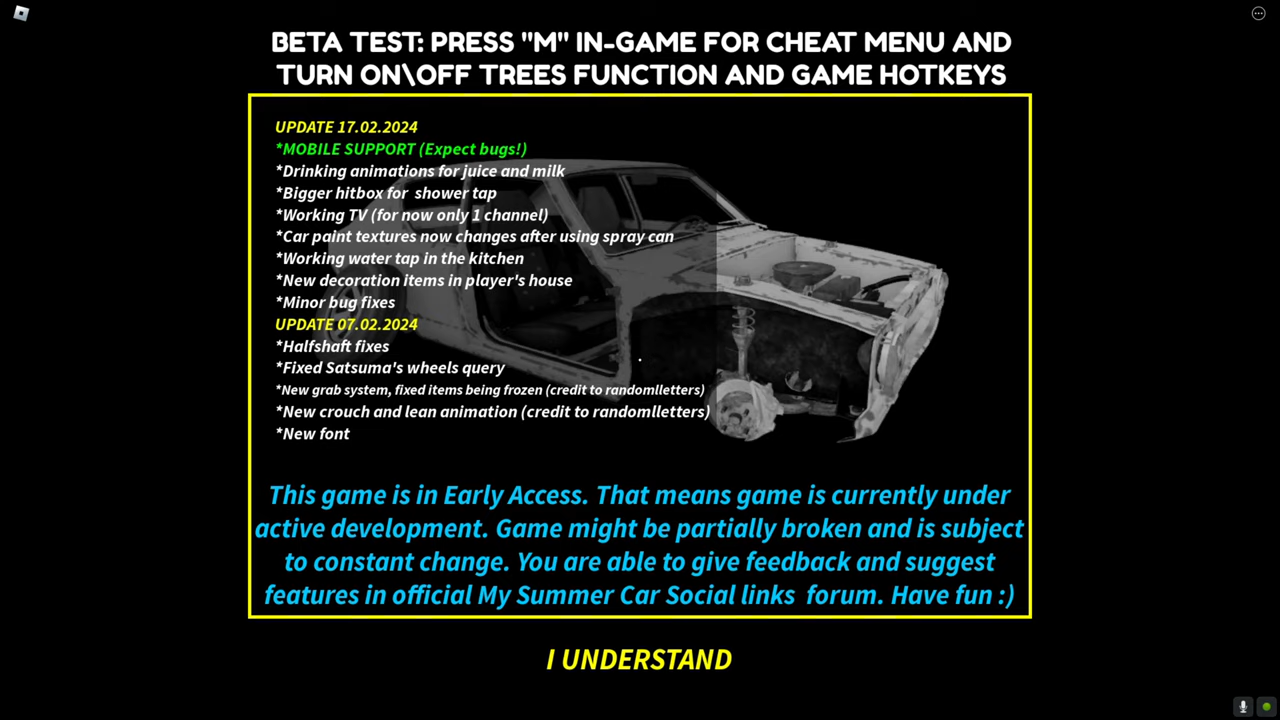 BETA TEST: PRESS "M" IN-GAME FOR CHEAT MENU AND
TURN ON\OFF TREES FUNCTION AND GAME HOTKEYS
UPDATE 17.02.2024
*MOBILE SUPPORT (Expect bugs!)
*Drinking animations for juice and milk
*Bigger hitbox for  shower tap
*Working TV (for now only 1 channel)
*Car paint textures now changes after using spray can
*Working water tap in the kitchen
*New decoration items in player's house
*Minor bug fixes
UPDATE 07.02.2024
*Halfshaft fixes
*Fixed Satsuma's wheels query
*New grab system, fixed items being frozen (credit to randomlletters)
*New crouch and lean animation (credit to randomlletters)
*New font
This game is in Early Access. That means game is currently under
active development. Game might be partially broken and is subject
to constant change. You are able to give feedback and suggest
features in official My Summer Car Social links  forum. Have fun :)
I UNDERSTAND